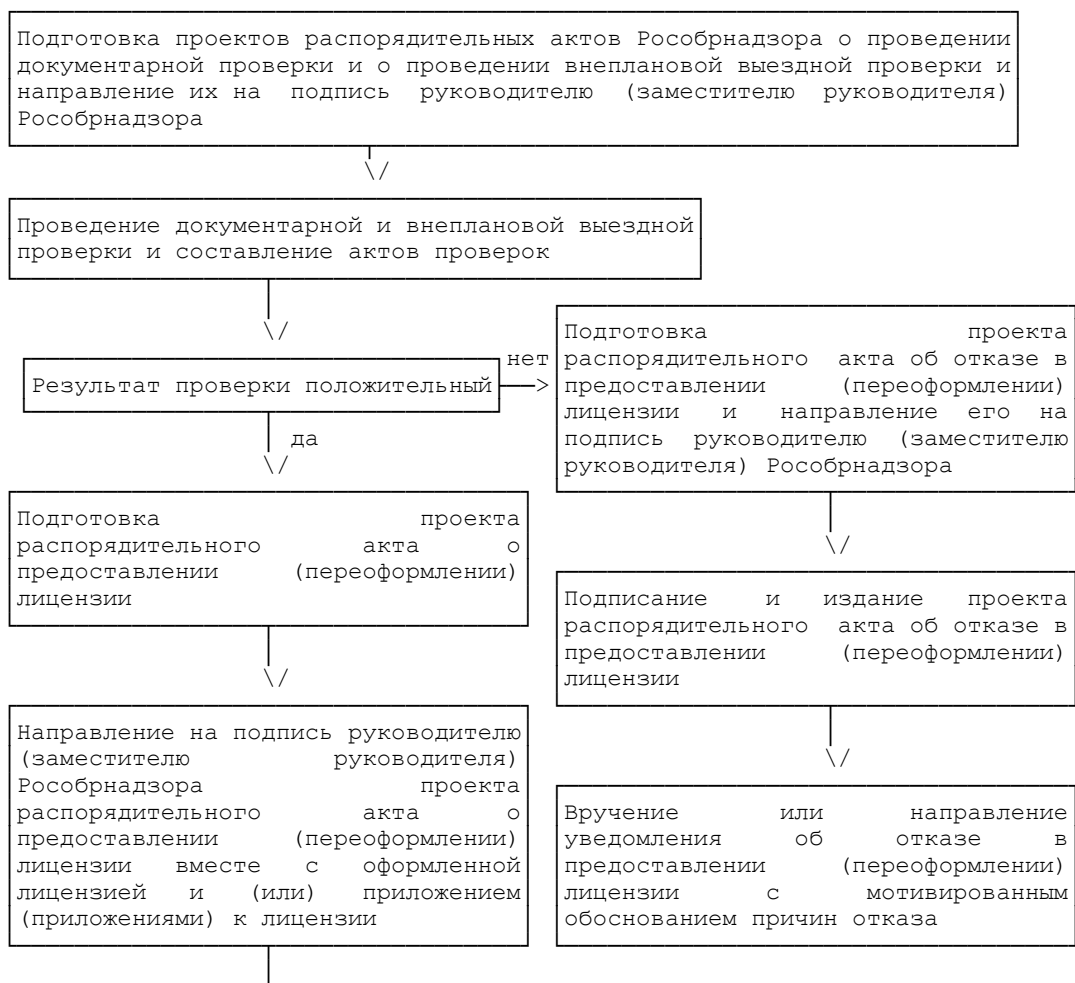 Подготовка проектов распорядительных актов Рособрнадзора о проведении
документарной проверки и о проведении внеплановой выездной проверки и
направление их на подпись руководителю (заместителю руководителя)
Рособрнадзора
\/
Проведение документарной и внеплановой выездной
проверки и составление актов проверок
\/
Результат проверки положительный
нет
—>
Подготовка проекта
распорядительного акта об отказе в
предоставлении (переоформлении)
лицензии и направление его на
подпись руководителю (заместителю
руководителя) Рособрнадзора
да
\/
Подготовка проекта
распорядительного акта о
предоставлении (переоформлении)
лицензии
\/
Подписание и издание проекта
распорядительного акта об отказе в
предоставлении (переоформлении)
лицензии
\/
Направление на подпись руководителю
(заместителю руководителя)
Рособрнадзора проекта
распорядительного акта о
предоставлении (переоформлении)
лицензии вместе с оформленной
лицензией и (или) приложением
(приложениями) к лицензии
\/
Вручение или направление
уведомления об отказе в
предоставлении (переоформлении)
лицензии с мотивированным
обоснованием причин отказа